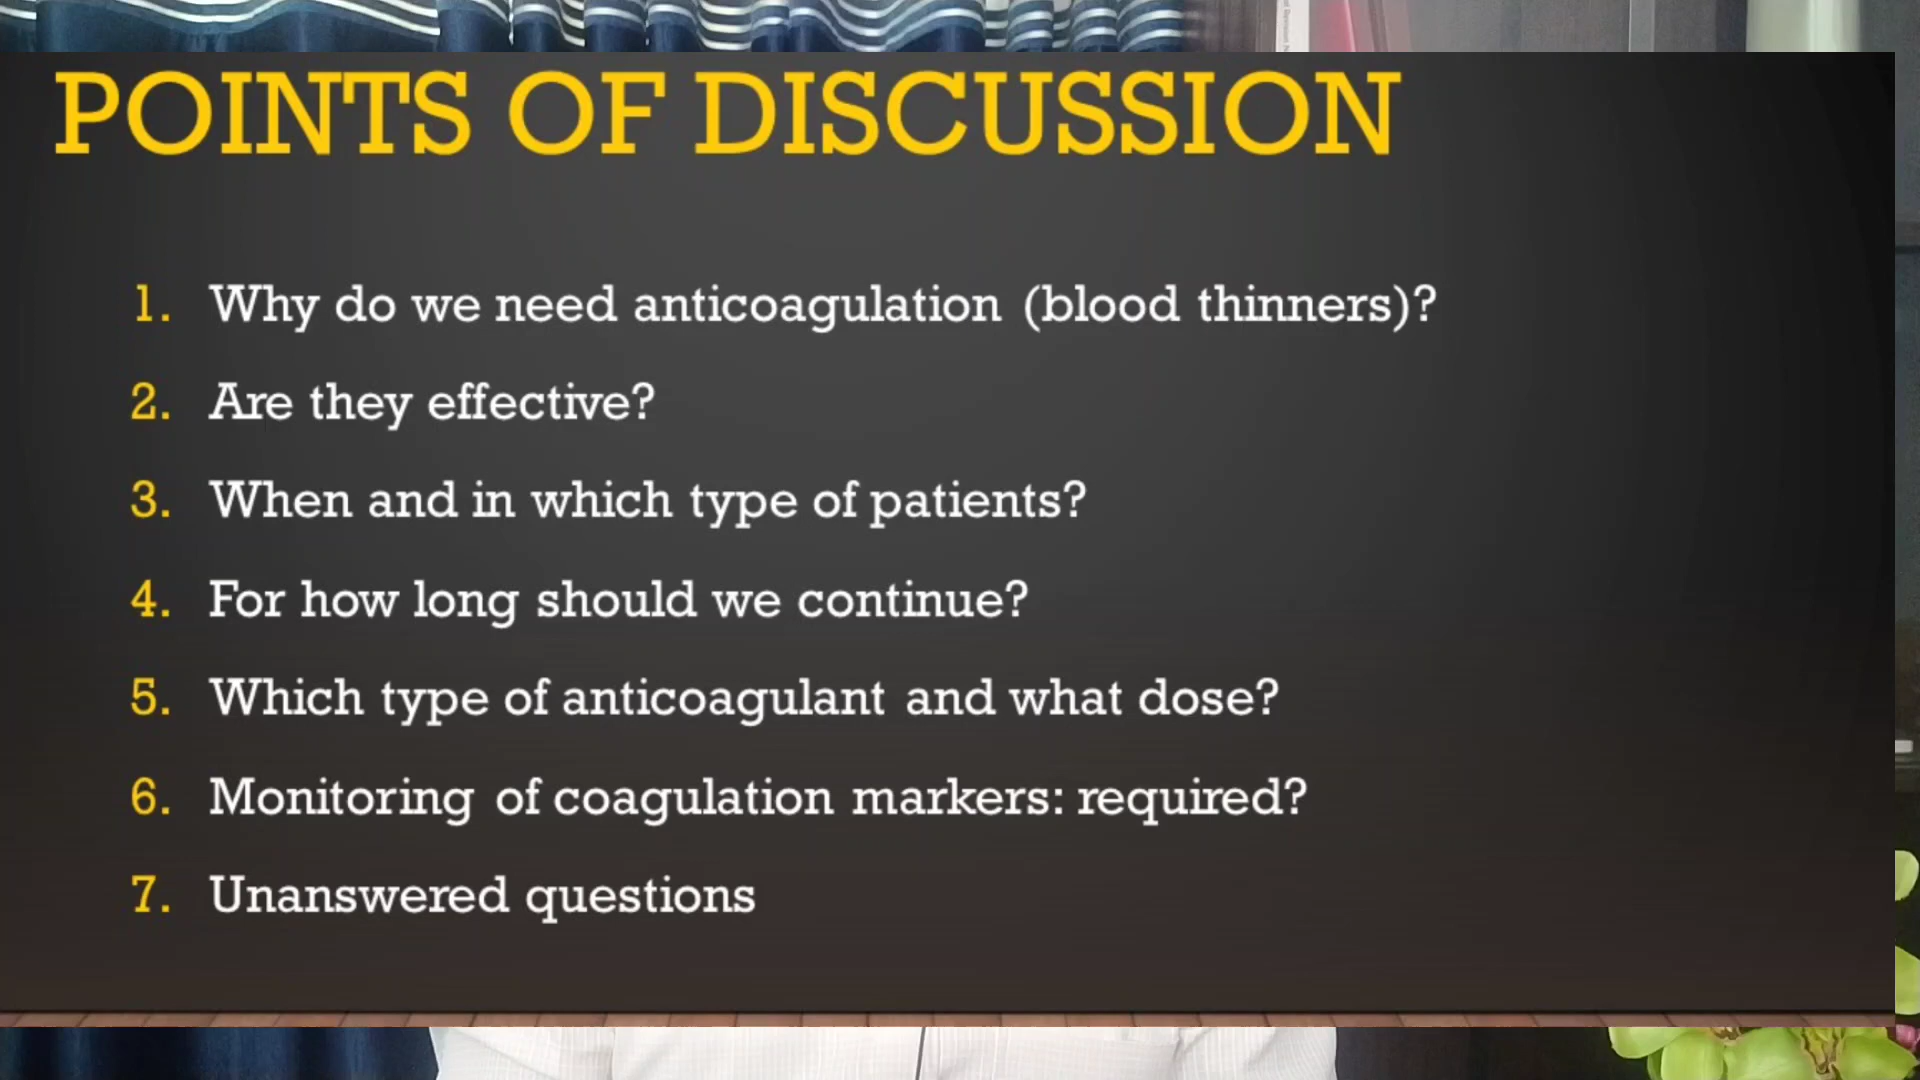 POINTS OF DISCUSSION
1. Why do we need anticoagulation (blood thinners)?
2. Are they effective?
3. When and in which type of patients?
4. For how long should we continue?
5. Which type of anticoagulant and what dose?
6. Monitoring of coagulation markers: required?
7. Unanswered questions